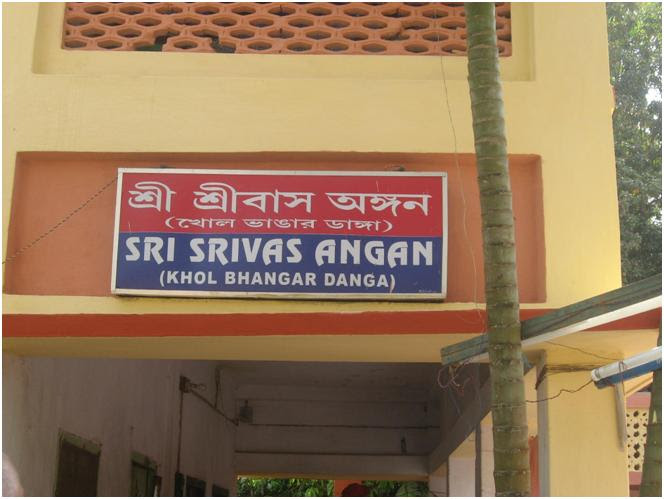 শ্রী শ্রীবাস অঙ্গন
(খোল ভাঙার ডাঙ্গা)
SRI SRIVAS ANGAN
(KHOL BHANGAR DANGA)